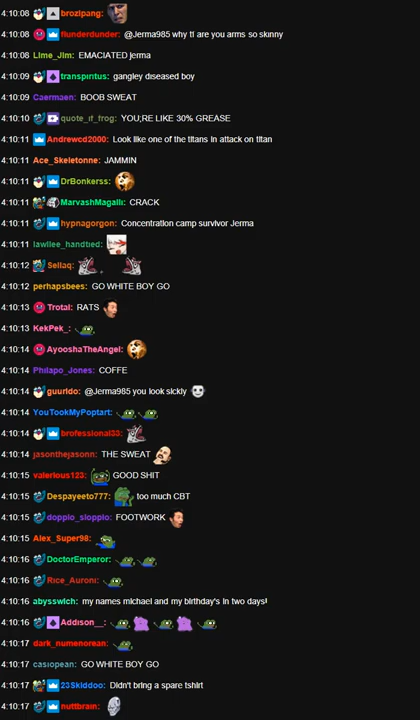 4:10:08 brozipang:
4:10:08 flunderdunder: @Jerma985 why tf are you arms so skinny
4:10:08 Lime_Jim: EMACIATED jerma
4:10:09 transpiritus: gangley diseased boy
4:10:09 Caermaen: BOOB SWEAT
4:10:10 quote_if_frog: YOU;RE LIKE 30% GREASE
4:10:11 Andrewcd2000: Look like one of the titans in attack on titan
4:10:11 Ace_Skeletonne: JAMMIN
4:10:11 DrBonkerss:
4:10:11 MarvashMagalli: CRACK
4:10:11 hypnagorgon: Concentration camp survivor Jerma
4:10:11 lawllee_handtied:
4:10:12 Sellaq: .
4:10:12 perhapsbees: GO WHITE BOY GO
4:10:13 Trotal: RATS
4:10:13 KekPek_:
4:10:14 AyooshaTheAngel:
4:10:14 Philapo_Jones: COFFE
4:10:14 guurldo: @Jerma985 you look sickly
4:10:14 YouTookMyPoptart:
4:10:14 brofessional33:
4:10:14 jasonthejasonn: THE SWEAT
4:10:15 valerious123: GOOD SHIT
4:10:15 Despayeeto777: too much CBT
4:10:15 dopplo_slopplo: FOOTWORK
4:10:15 Alex_Super98:
4:10:16 DoctorEmperor:
4:10:16 Rice_Auroni:
4:10:16 abysswich: my names michael and my birthday's in two days!
4:10:16 Addison__:
4:10:17 dark_numenorean:
4:10:17 casiopean: GO WHITE BOY GO
4:10:17 23Skiddoo: Didn't bring a spare tshirt
4:10:17 nuttbrain: